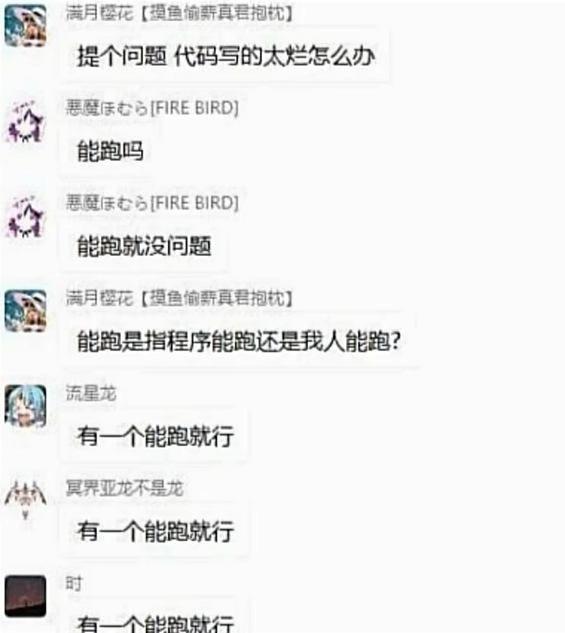 满月樱花【摸鱼偷薪真君抱枕】
提个问题 代码写的太烂怎么办
悪魔ほむら[FIRE BIRD]
能跑吗
悪魔ほむら[FIRE BIRD]
能跑就没问题
满月樱花【摸鱼偷薪真君抱枕】
能跑是指程序能跑还是我人能跑?
流星龙
有一个能跑就行
冥界亚龙不是龙
有一个能跑就行
时
有一个能跑就行